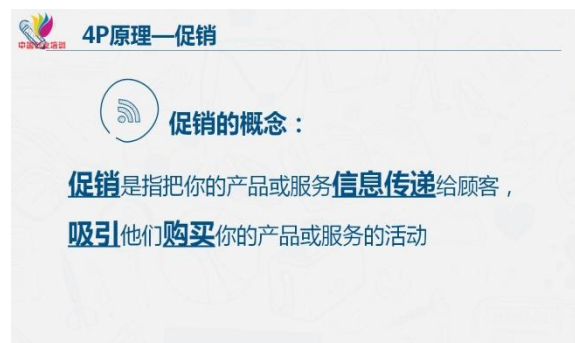 4P原理—促销
促销的概念：
促销是指把你的产品或服务信息传递给顾客，
吸引他们购买你的产品或服务的活动